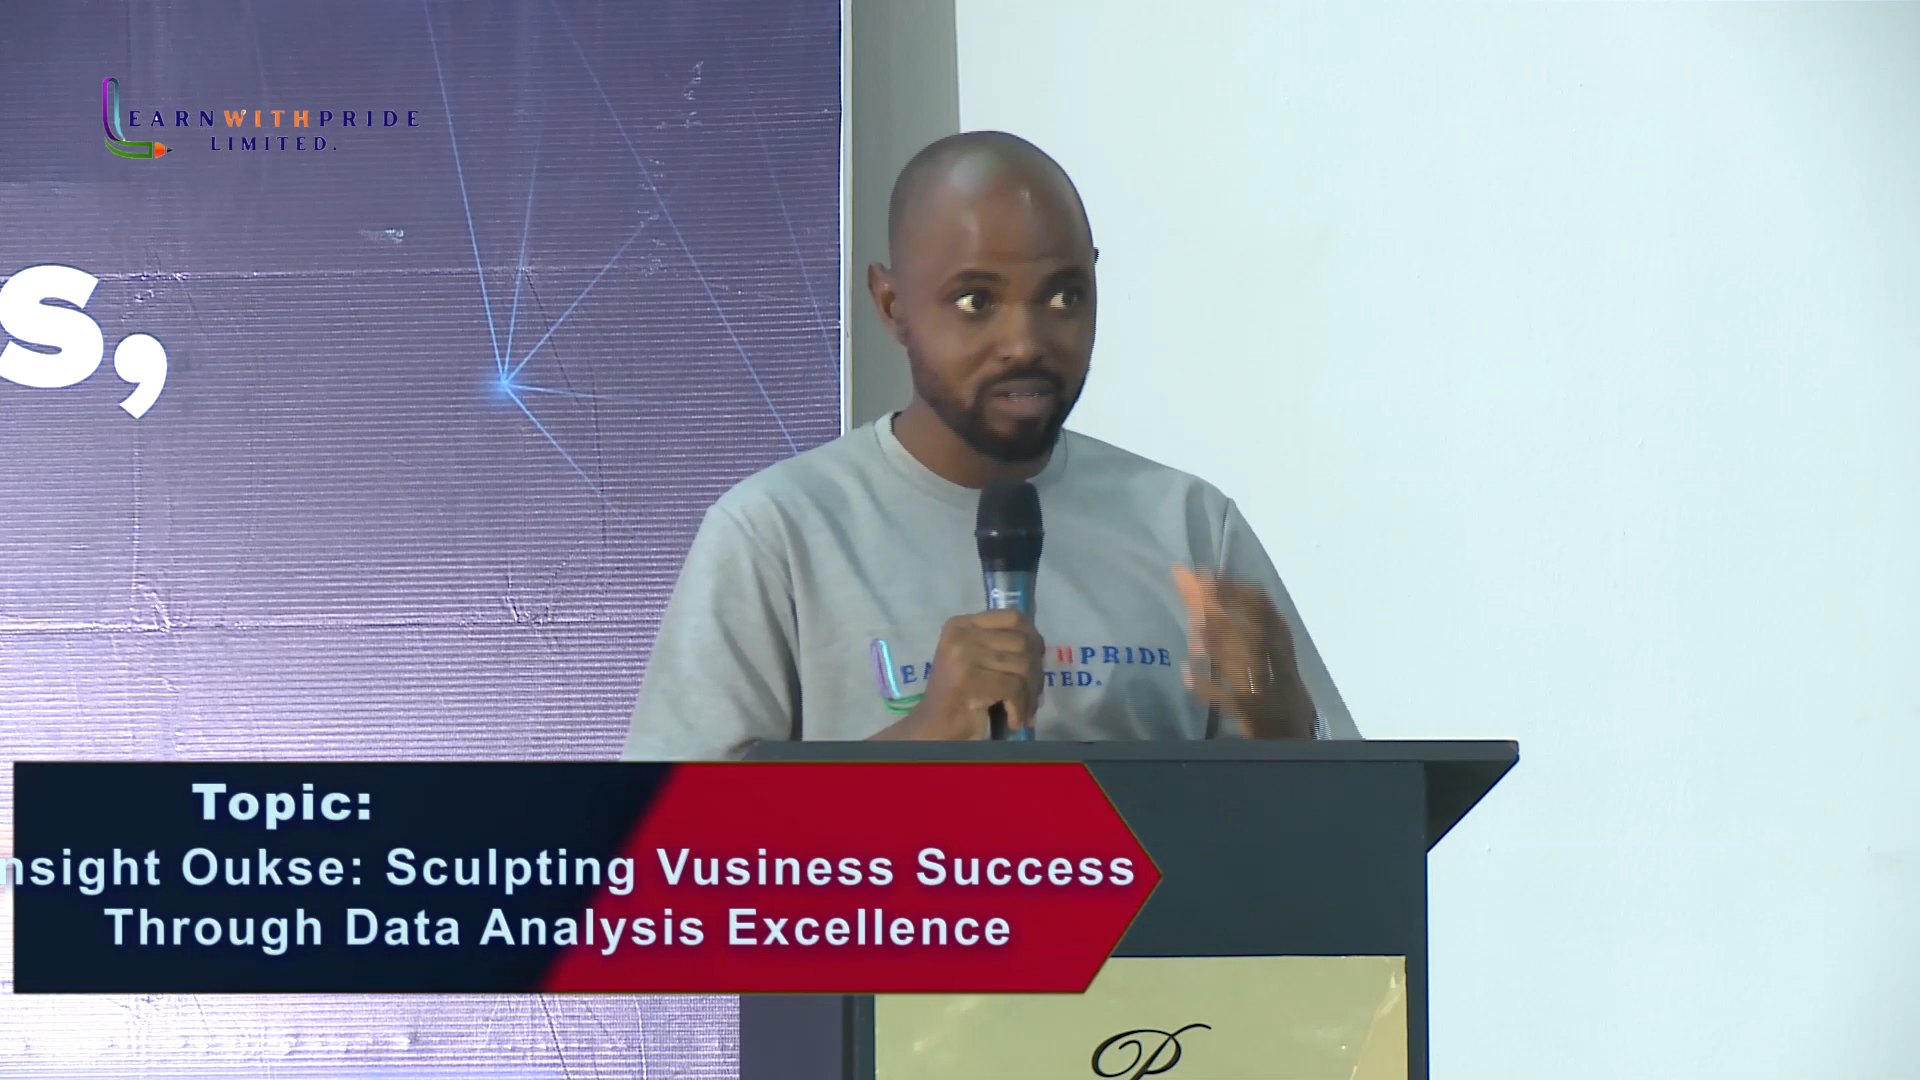 LEARNWITHPRIDE
LIMITED.
s,
PRIDE
TED.
Topic:
nsight Oukse: Sculpting Vusiness Success
Through Data Analysis Excellence
P